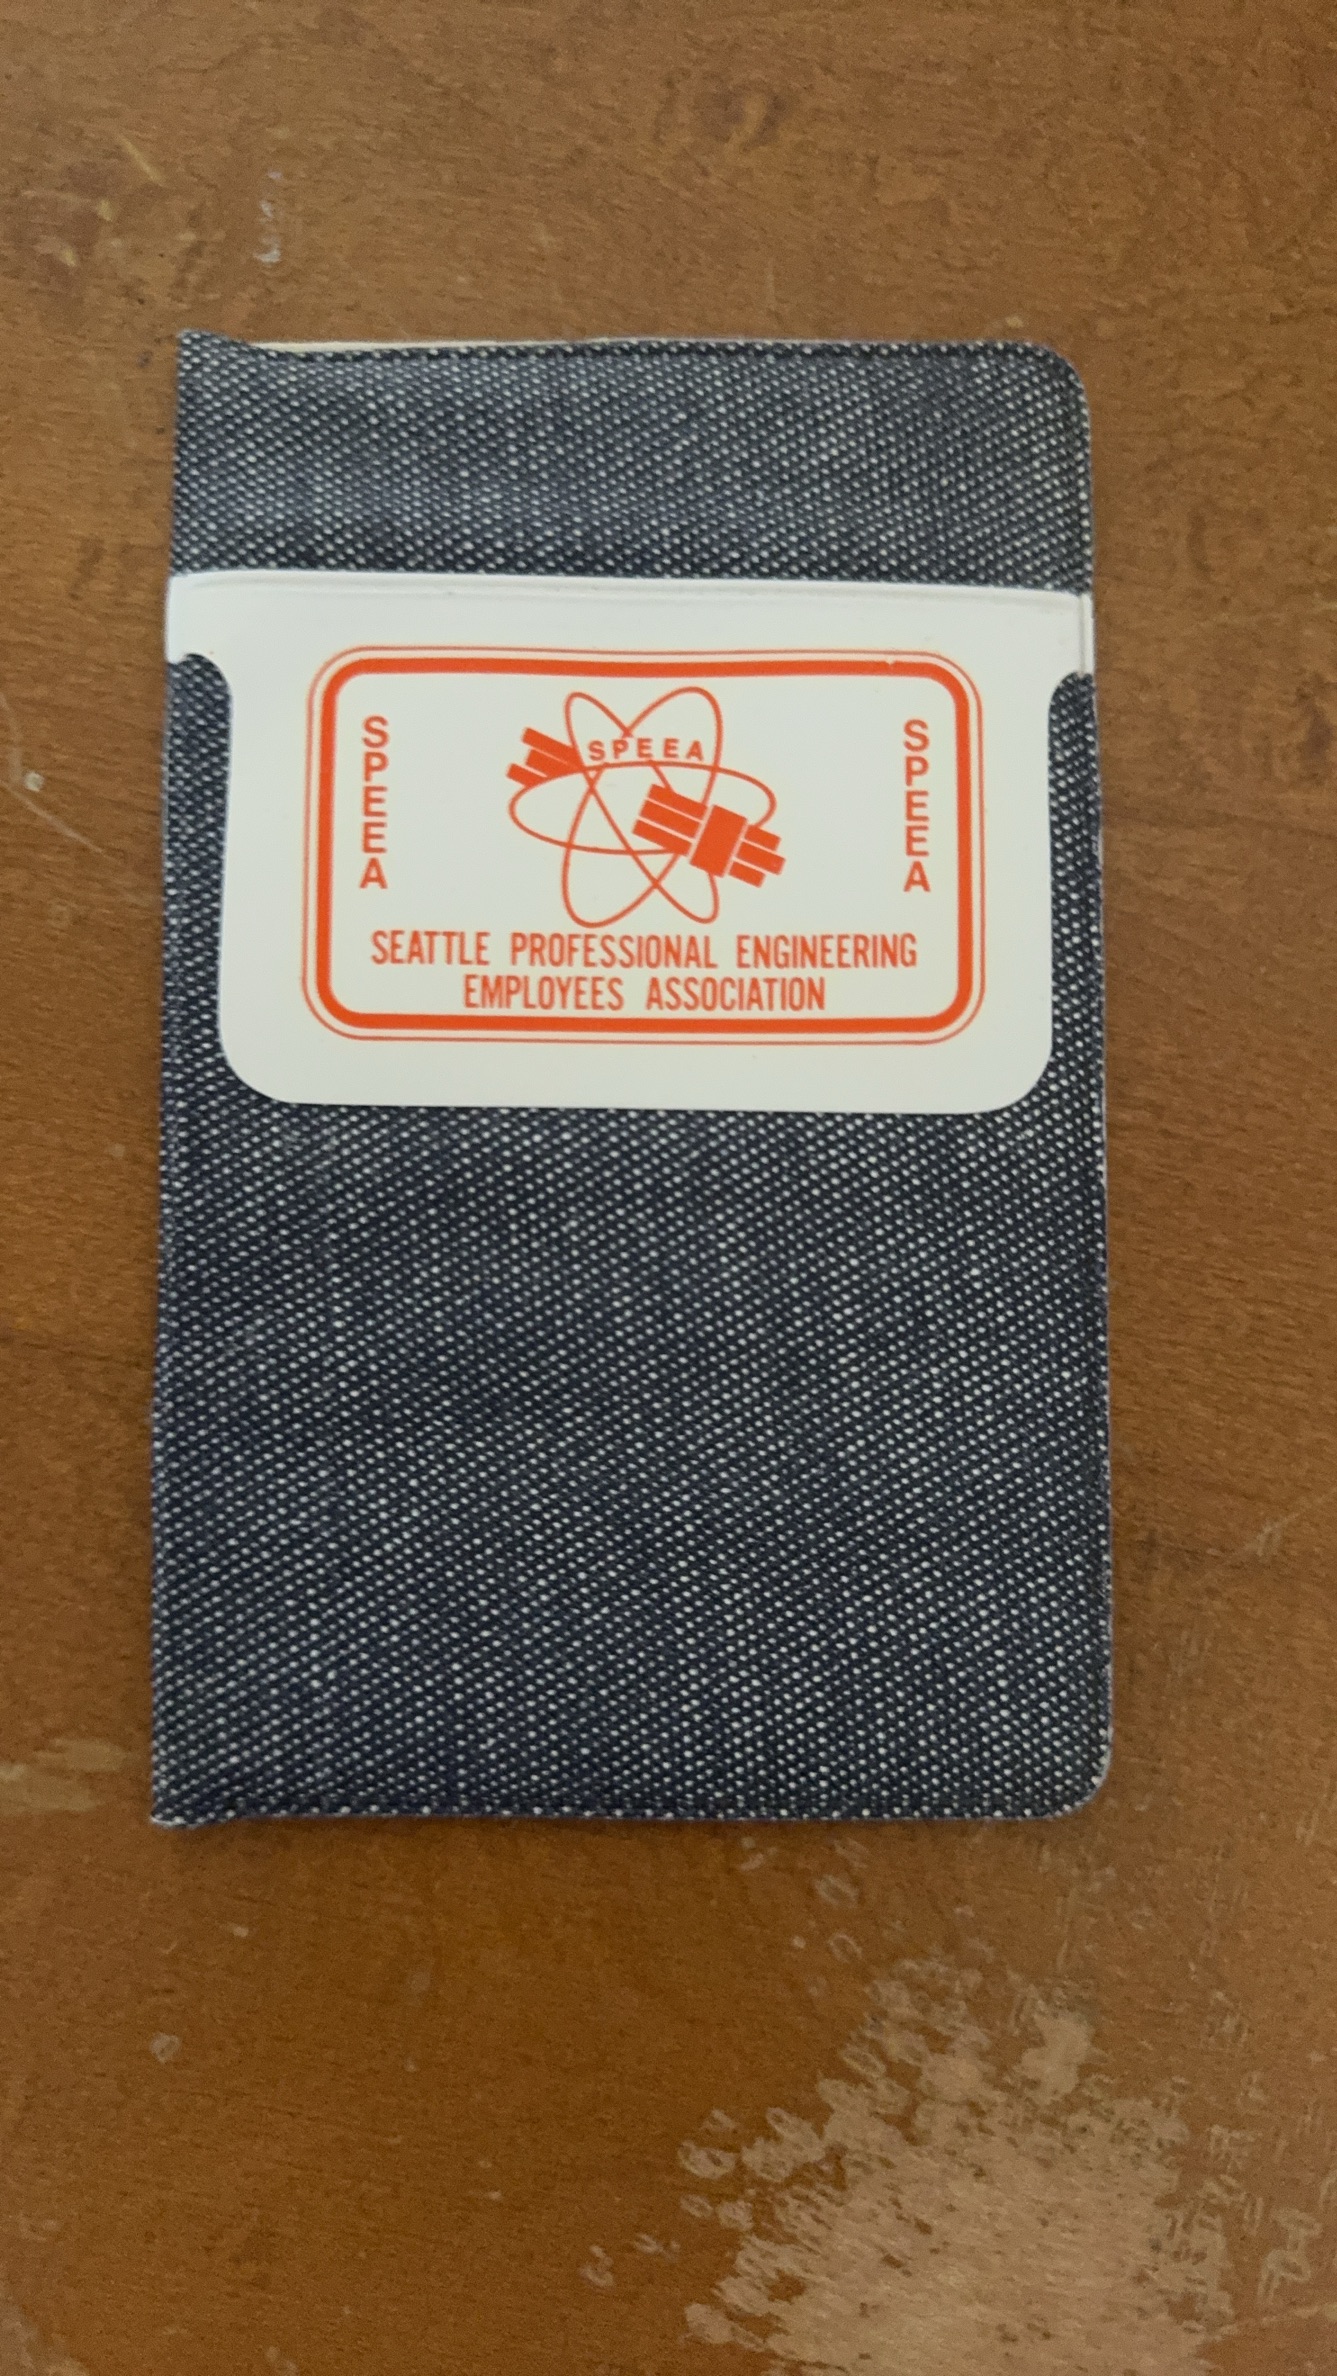 SPEEA
SPEEA
SPEEA
SEATTLE PROFESSIONAL ENGINEERING
EMPLOYEES ASSOCIATION